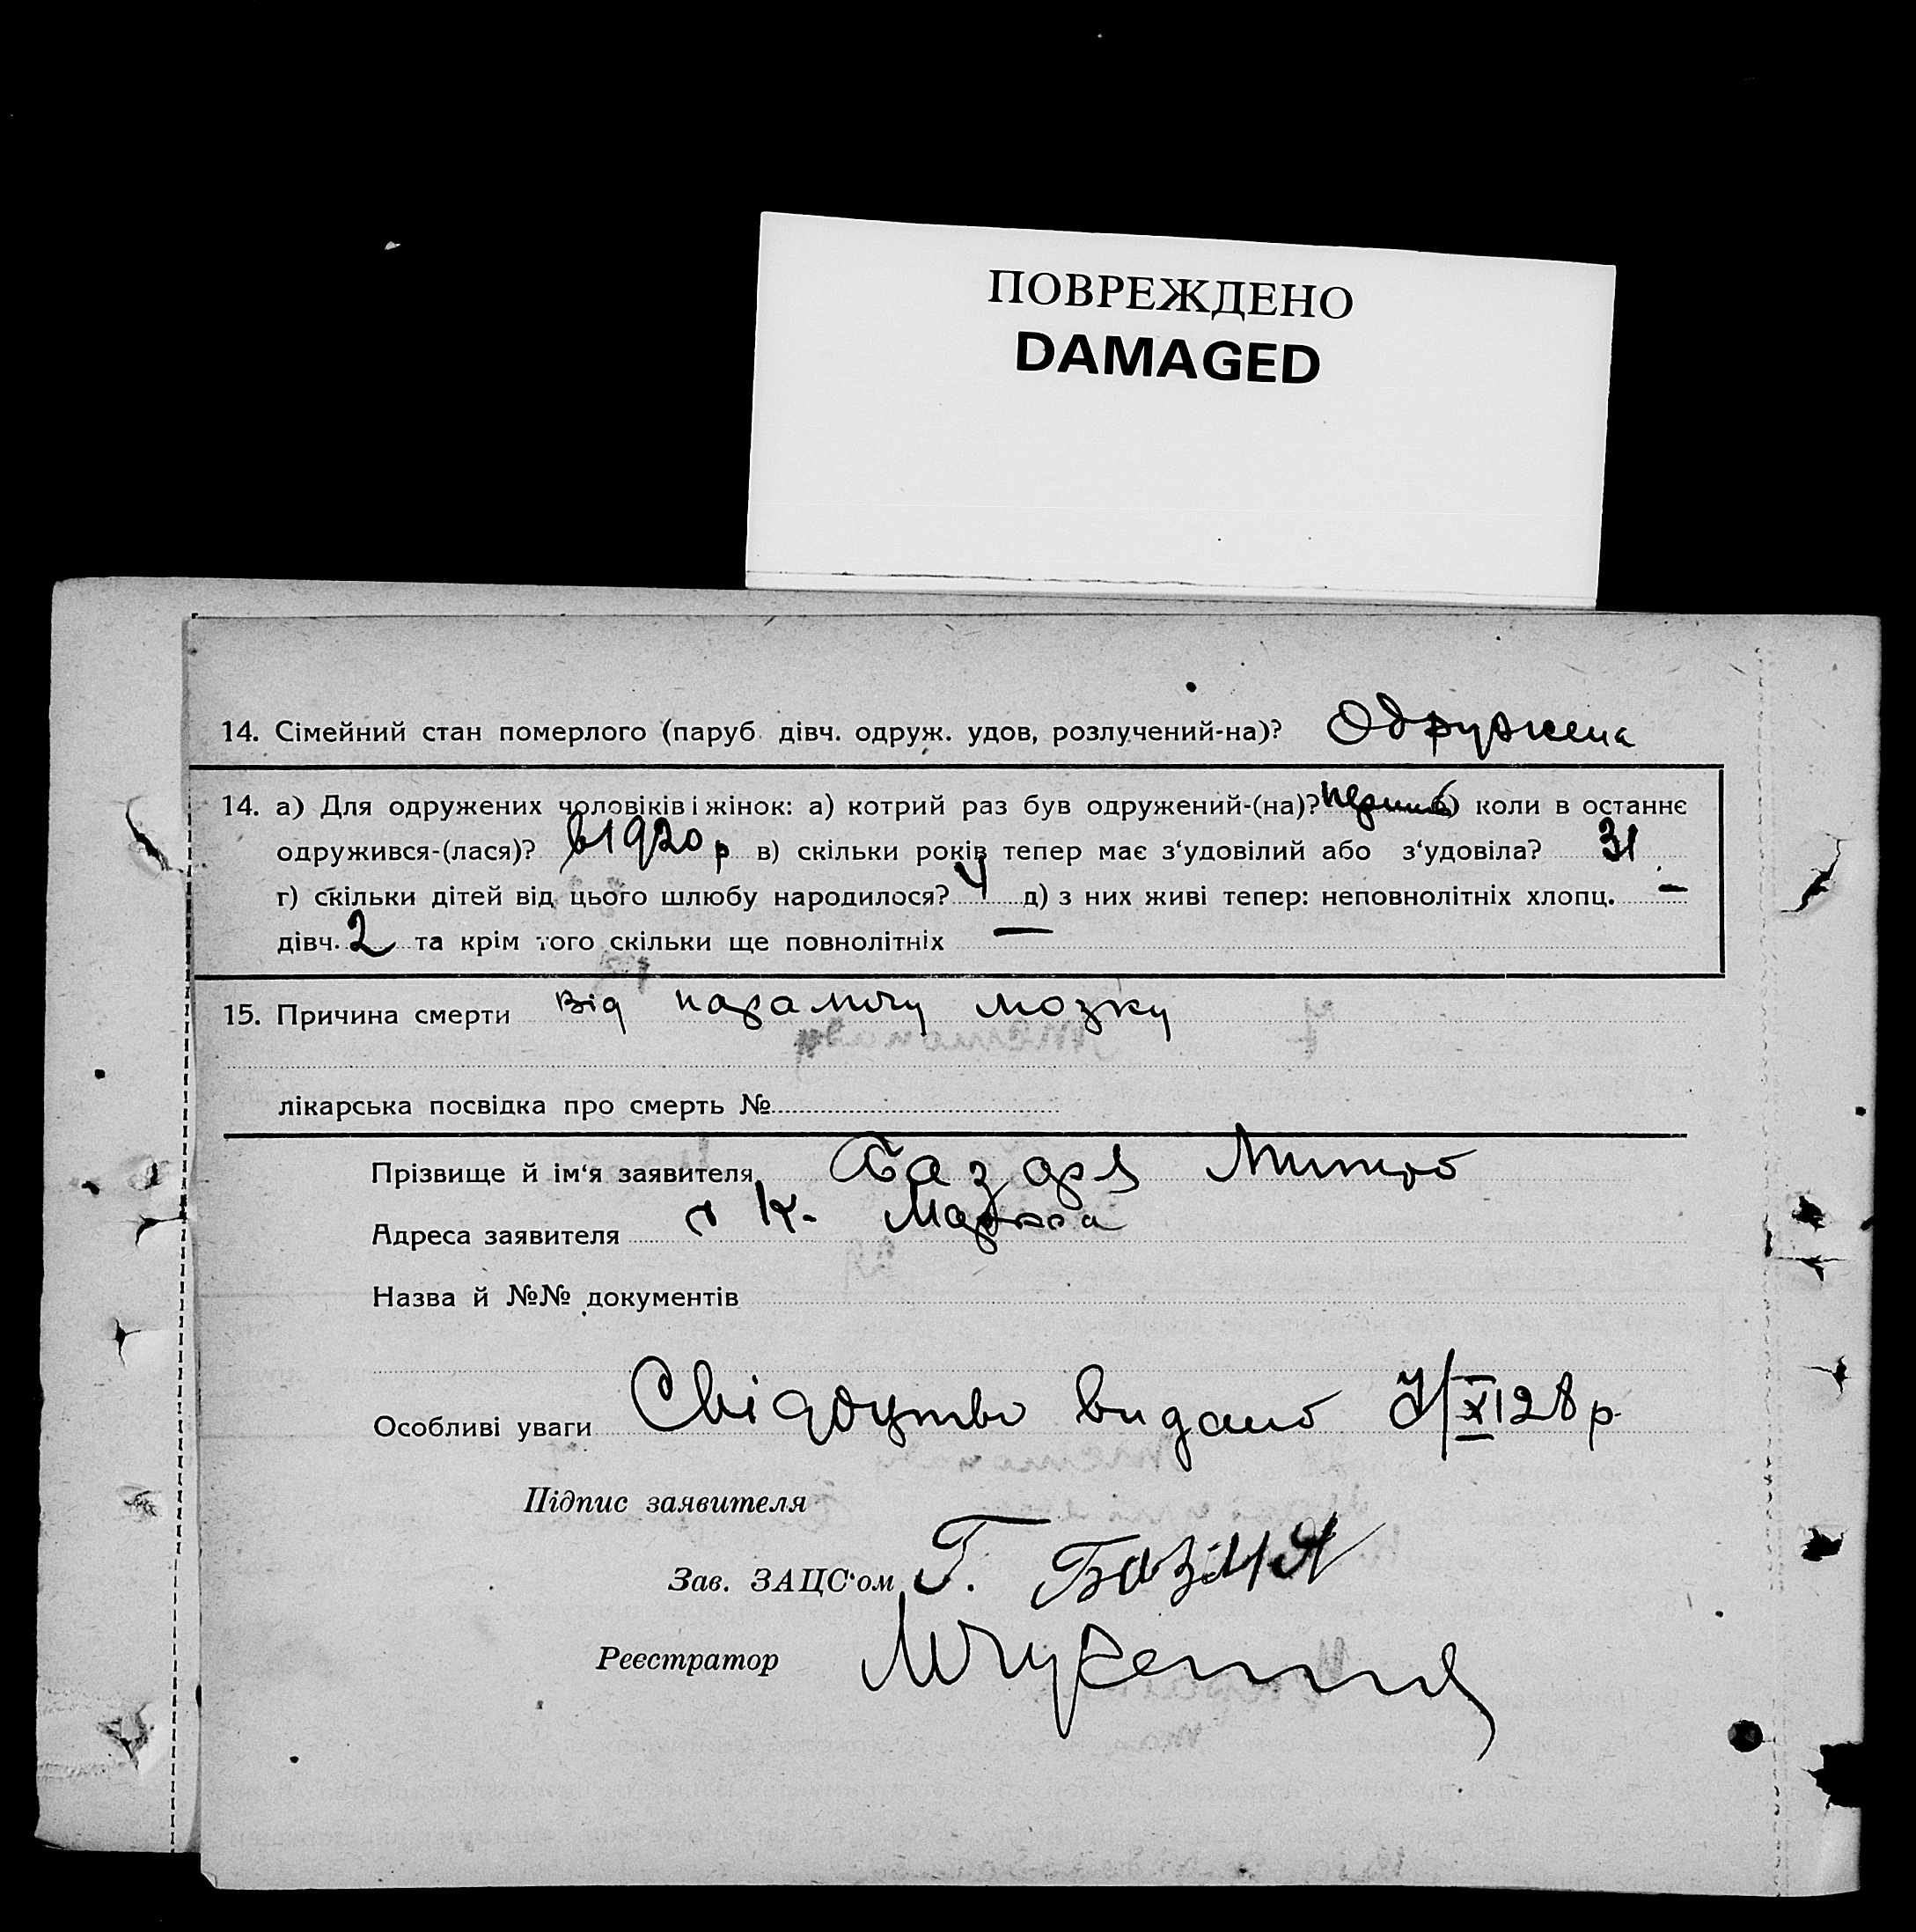 ПОВРЕЖДЕНО
DAMAGED
14. Сімейний стан померлого (паруб. дівч. одруж. удов, розлучений-на)? Одружена
14. а) Для одружених чоловіків і жінок: а) котрий раз був одружений-(на)? перший б) коли в останнє
одружився-(лася)? в 1920 р в) скільки років тепер має з‘удовілий або з‘удовіла? 31
г) скільки дітей від цього шлюбу народилося? 4 д) з них живі тепер: неповнолітніх хлопц. —
дівч. 2 та крім того скільки ще повнолітніх —
15. Причина смерти від паралічу мозку
лікарська посвідка про смерть №
Прізвище й ім‘я заявителя Митро
Адреса заявителя с К. Маркса
Назва й №№ документів
Особливі уваги Свідоцтво видано /X 28 р.
Підпис заявителя
Зав. ЗАЦС‘ом Г.
Реєстратор